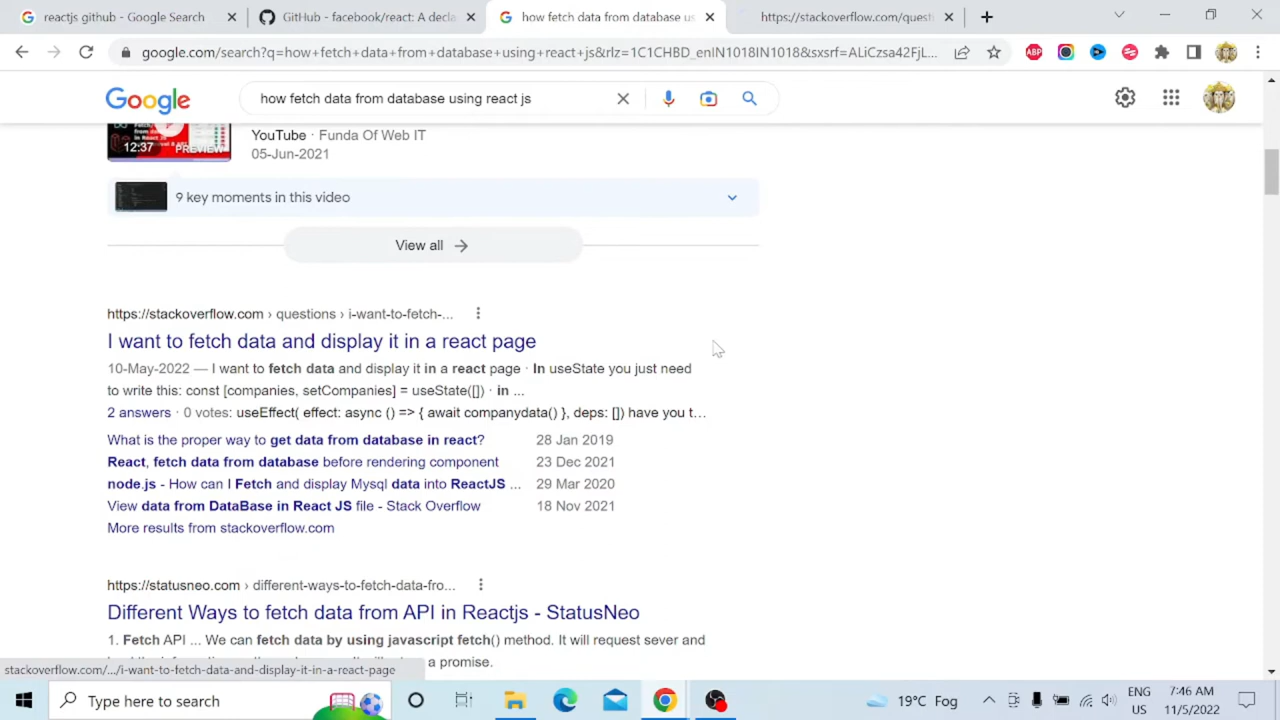 reactjs github - Google Search
GitHub - facebook/react: A decla
how fetch data from database us
https://stackoverflow.com/quest
google.com/search?q=how+fetch+data+from+database+using+react+js&rlz=1C1CHBD_enIN1018IN1018&sxsrf=ALiCzsa42FjL...
ABP
Google
how fetch data from database using react js
12:37
PREVIEW
YouTube · Funda Of Web IT
05-Jun-2021
9 key moments in this video
View all
https://stackoverflow.com › questions › i-want-to-fetch-...
I want to fetch data and display it in a react page
10-May-2022 — I want to fetch data and display it in a react page · In useState you just need
to write this: const [companies, setCompanies] = useState([]) · in ...
2 answers · 0 votes: useEffect( effect: async () => { await companydata() }, deps: []) have you t...
What is the proper way to get data from database in react? 28 Jan 2019
React, fetch data from database before rendering component 23 Dec 2021
node.js - How can I Fetch and display Mysql data into ReactJS ... 29 Mar 2020
View data from DataBase in React JS file - Stack Overflow 18 Nov 2021
More results from stackoverflow.com
https://statusneo.com › different-ways-to-fetch-data-fro...
Different Ways to fetch data from API in Reactjs - StatusNeo
1. Fetch API ... We can fetch data by using javascript fetch() method. It will request sever and
a promise.
stackoverflow.com/.../i-want-to-fetch-data-and-display-it-in-a-react-page
Type here to search
19°C Fog
ENG
US
7:46 AM
11/5/2022